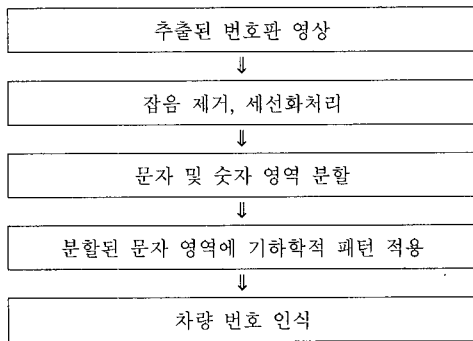 추출된 번호판 영상
⇓
잡음 제거, 세선화처리
⇓
문자 및 숫자 영역 분할
⇓
분할된 문자 영역에 기하학적 패턴 적용
⇓
차량 번호 인식